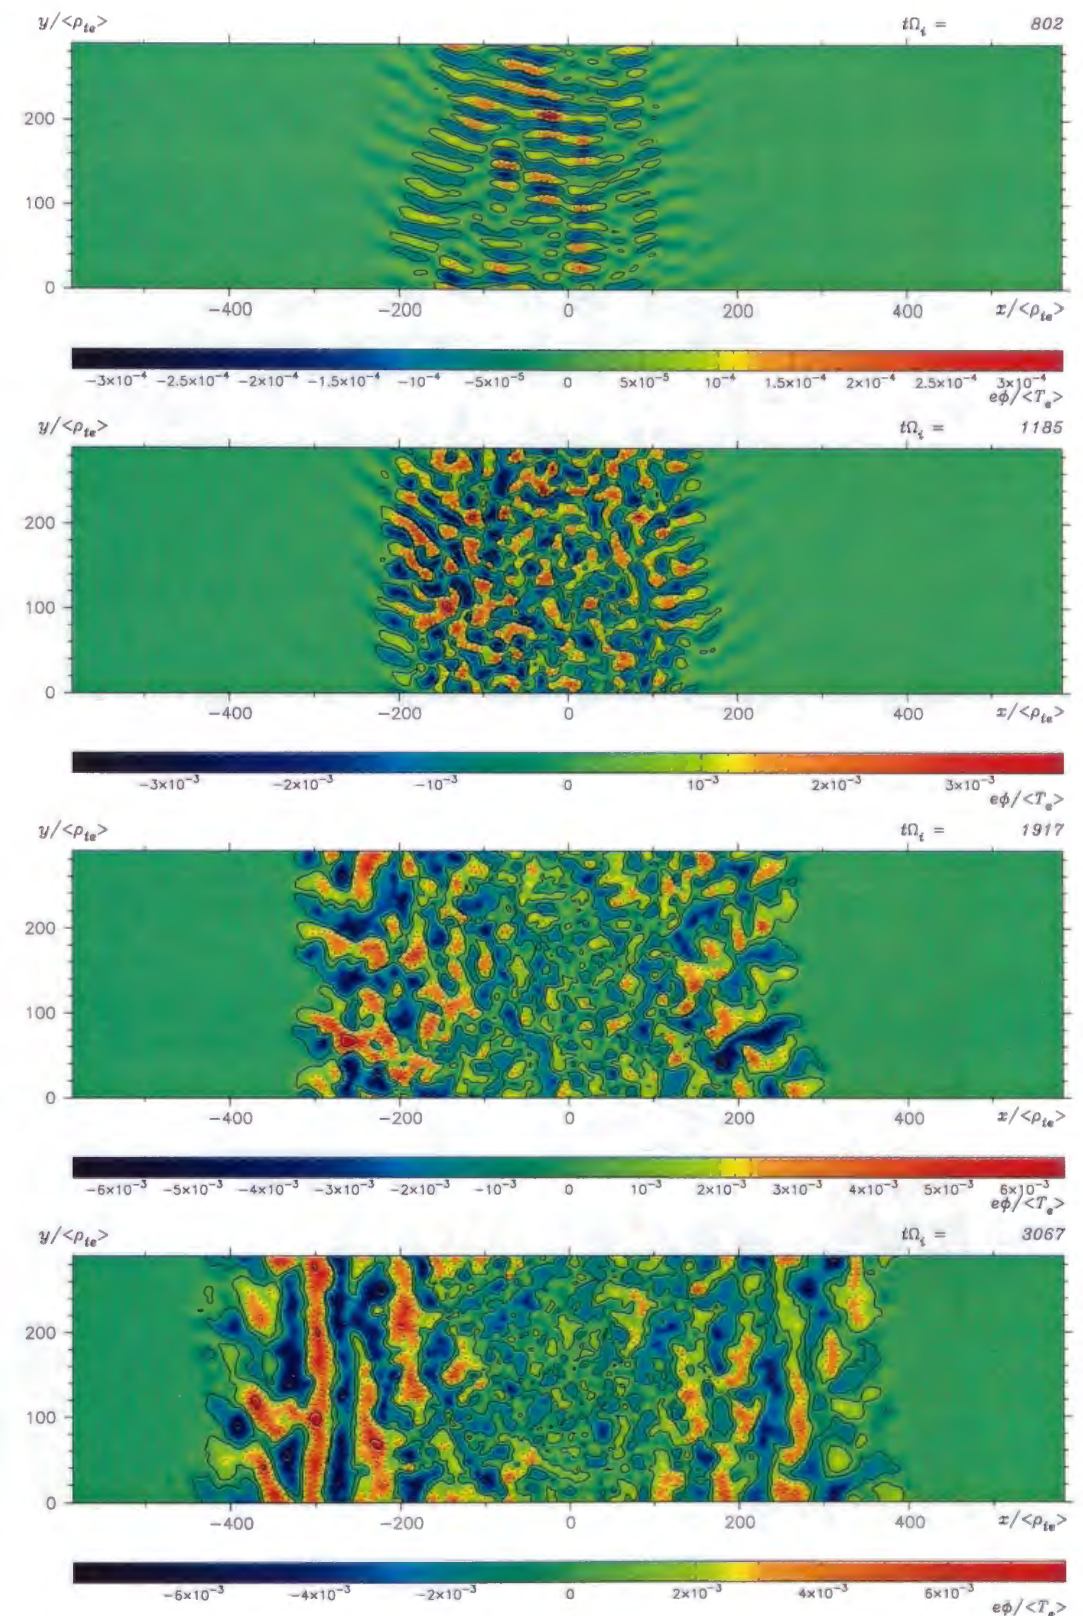 y/<ρte> tΩi = 802
200
100
0
−400 −200 0 200 400 x/<ρte>
−3×10⁻⁴ −2.5×10⁻⁴ −2×10⁻⁴ −1.5×10⁻⁴ −10⁻⁴ −5×10⁻⁵ 0 5×10⁻⁵ 10⁻⁴ 1.5×10⁻⁴ 2×10⁻⁴ 2.5×10⁻⁴ 3×10⁻⁴
eφ/<Te>
y/<ρte> tΩi = 1185
200
100
0
−400 −200 0 200 400 x/<ρte>
−3×10⁻³ −2×10⁻³ −10⁻³ 0 10⁻³ 2×10⁻³ 3×10⁻³
eφ/<Te>
y/<ρte> tΩi = 1917
200
100
0
−400 −200 0 200 400 x/<ρte>
−6×10⁻³ −5×10⁻³ −4×10⁻³ −3×10⁻³ −2×10⁻³ −10⁻³ 0 10⁻³ 2×10⁻³ 3×10⁻³ 4×10⁻³ 5×10⁻³ 6×10⁻³
eφ/<Te>
y/<ρte> tΩi = 3067
200
100
0
−400 −200 0 200 400 x/<ρte>
−6×10⁻³ −4×10⁻³ −2×10⁻³ 0 2×10⁻³ 4×10⁻³ 6×10⁻³
eφ/<Te>